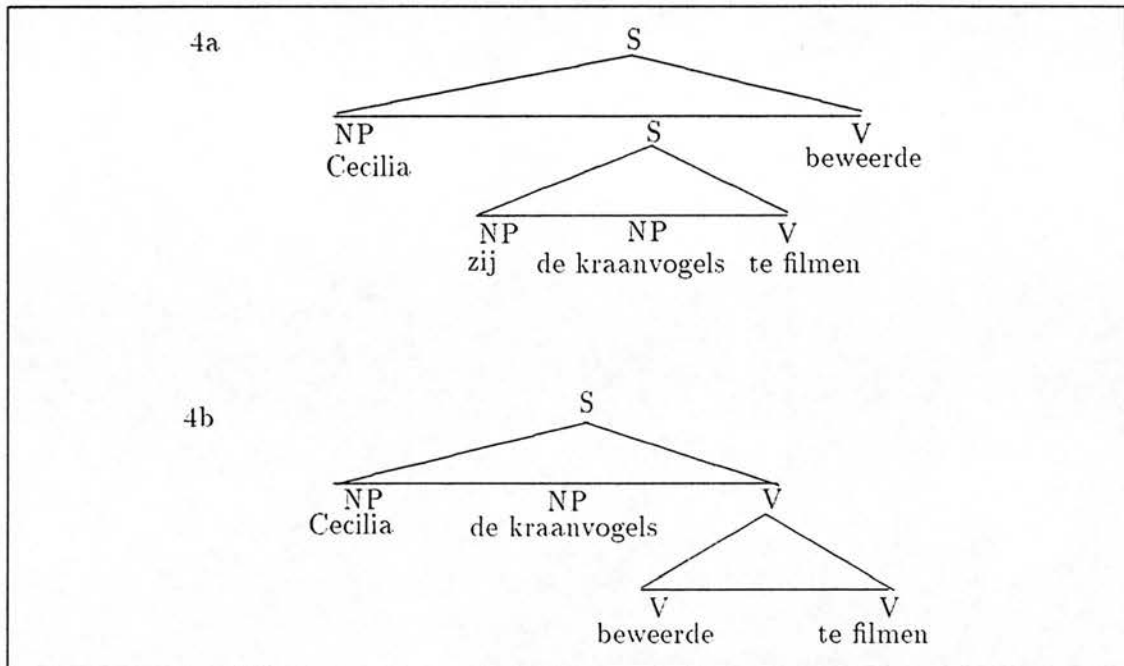 4a
S
NP S V
Cecilia beweerde
NP NP V
zij de kraanvogels te filmen
4b
S
NP NP V
Cecilia de kraanvogels
V V
beweerde te filmen